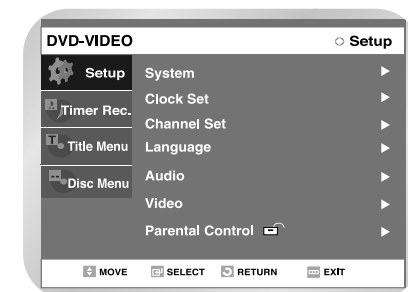 DVD-VIDEO Setup
Setup
Timer Rec.
Title Menu
Disc Menu
System
Clock Set
Channel Set
Language
Audio
Video
Parental Control
MOVE SELECT RETURN EXIT